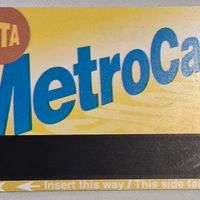 TA
MetroCa
Insert this way / This side fa